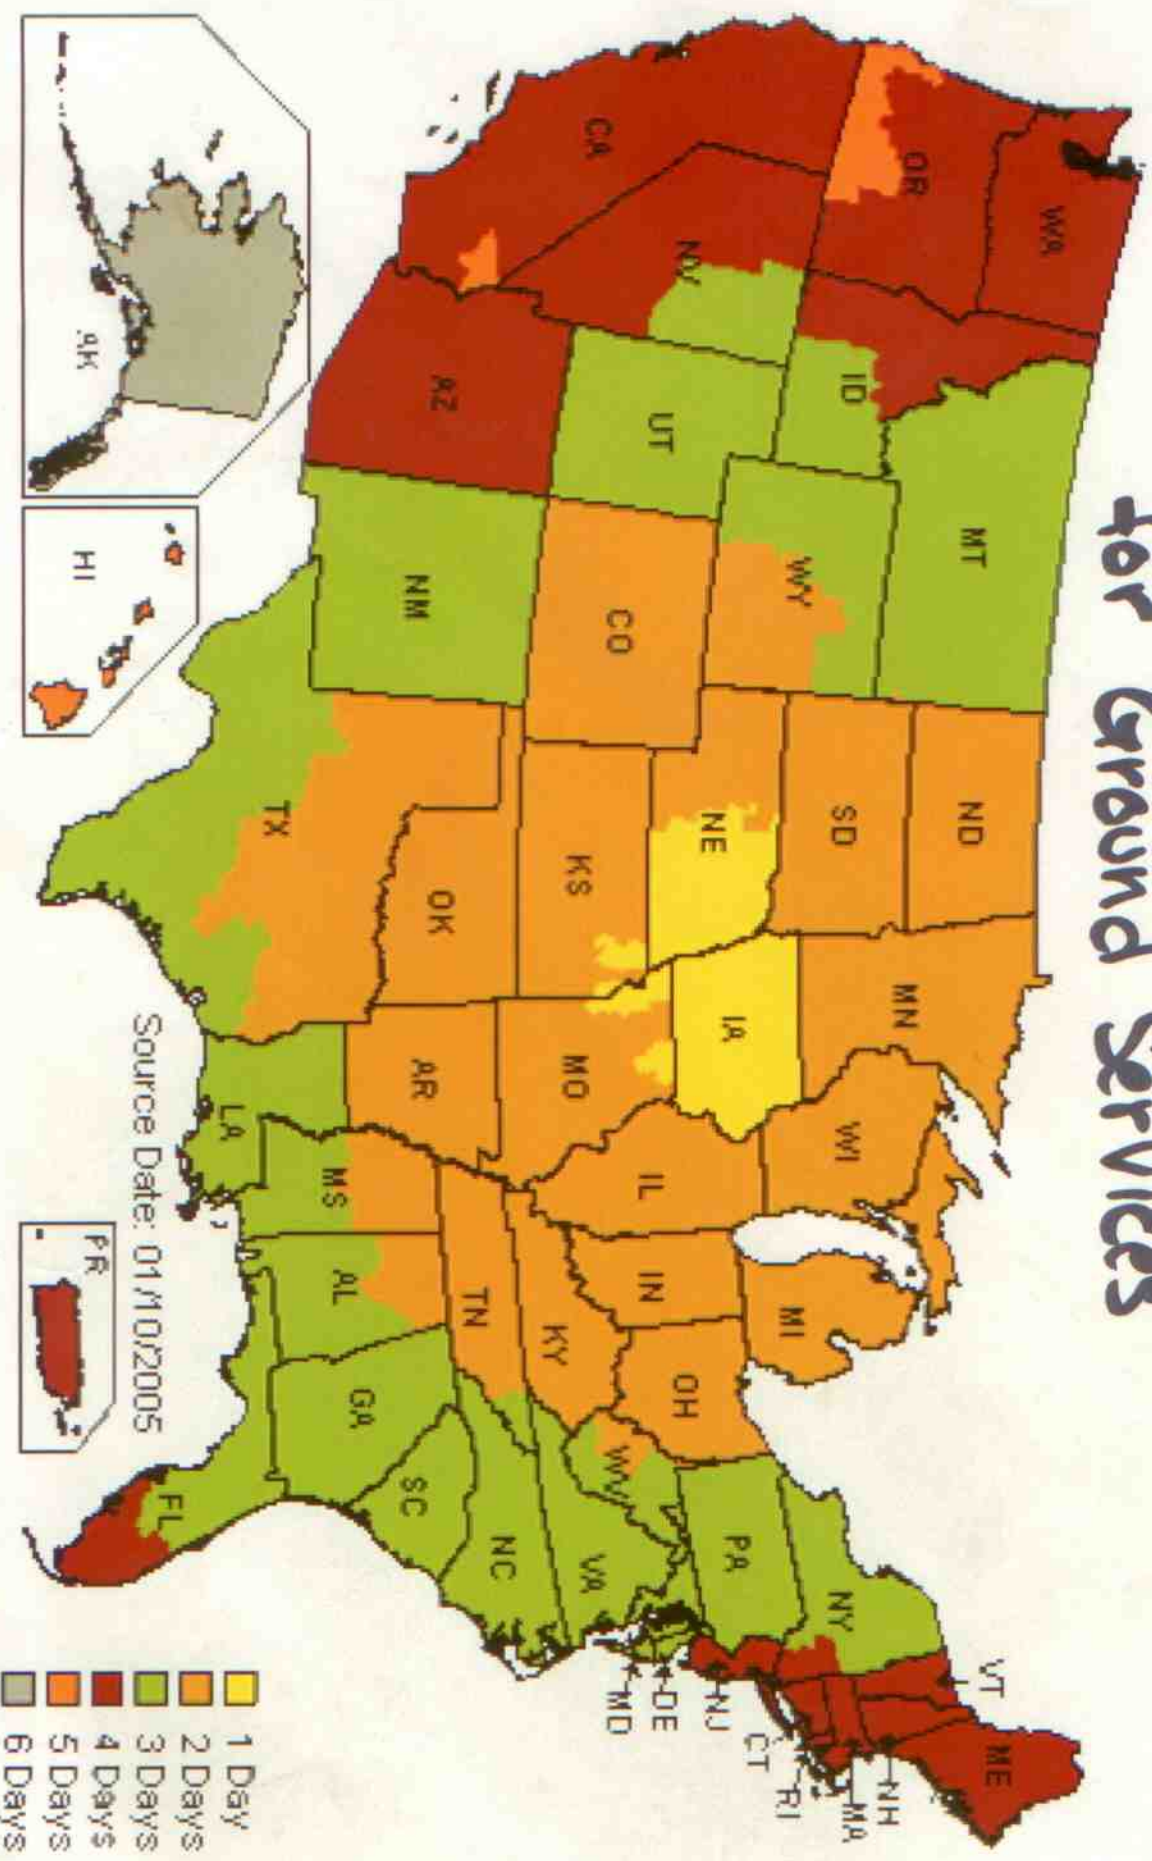 for Ground Services
WA
OR
CA
NV
ID
MT
UT
AZ
WY
CO
NM
ND
SD
NE
KS
OK
TX
MN
IA
MO
AR
LA
WI
IL
MS
MI
IN
OH
KY
TN
AL
GA
FL
SC
NC
VA
WV
PA
NY
VT
ME
NH
MA
RI
CT
NJ
DE
MD
AK
HI
PR
Source Date: 01/10/2005
1 Day
2 Days
3 Days
4 Days
5 Days
6 Days